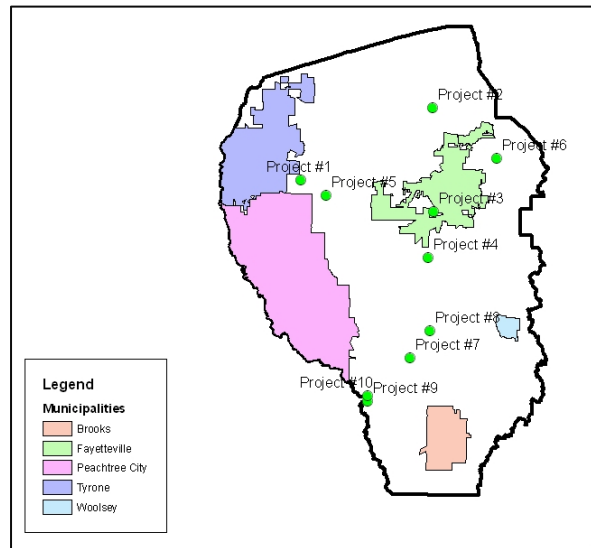 Project #2
Project #6
Project #1
Project #5
Project #3
Project #4
Project #8
Project #7
Project #10
Project #9
Legend
Municipalities
Brooks
Fayetteville
Peachtree City
Tyrone
Woolsey